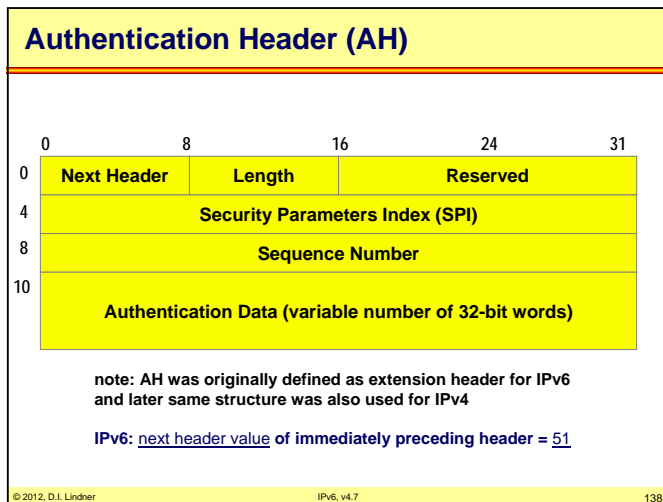 Authentication Header (AH)
0 8 16 24 31
0 Next Header Length Reserved
4 Security Parameters Index (SPI)
8 Sequence Number
10
Authentication Data (variable number of 32-bit words)
note: AH was originally defined as extension header for IPv6
and later same structure was also used for IPv4
IPv6: next header value of immediately preceding header = 51
© 2012, D.I. Lindner IPv6, v4.7 138